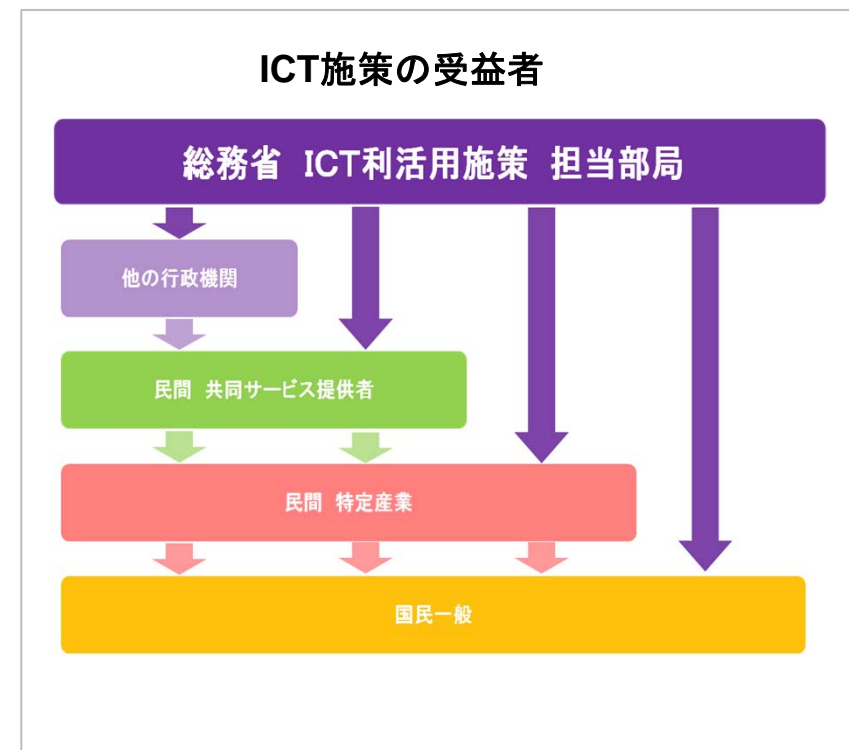 ICT施策の受益者
総務省 ICT利活用施策 担当部局
他の行政機関
民間 共同サービス提供者
民間 特定産業
国民一般